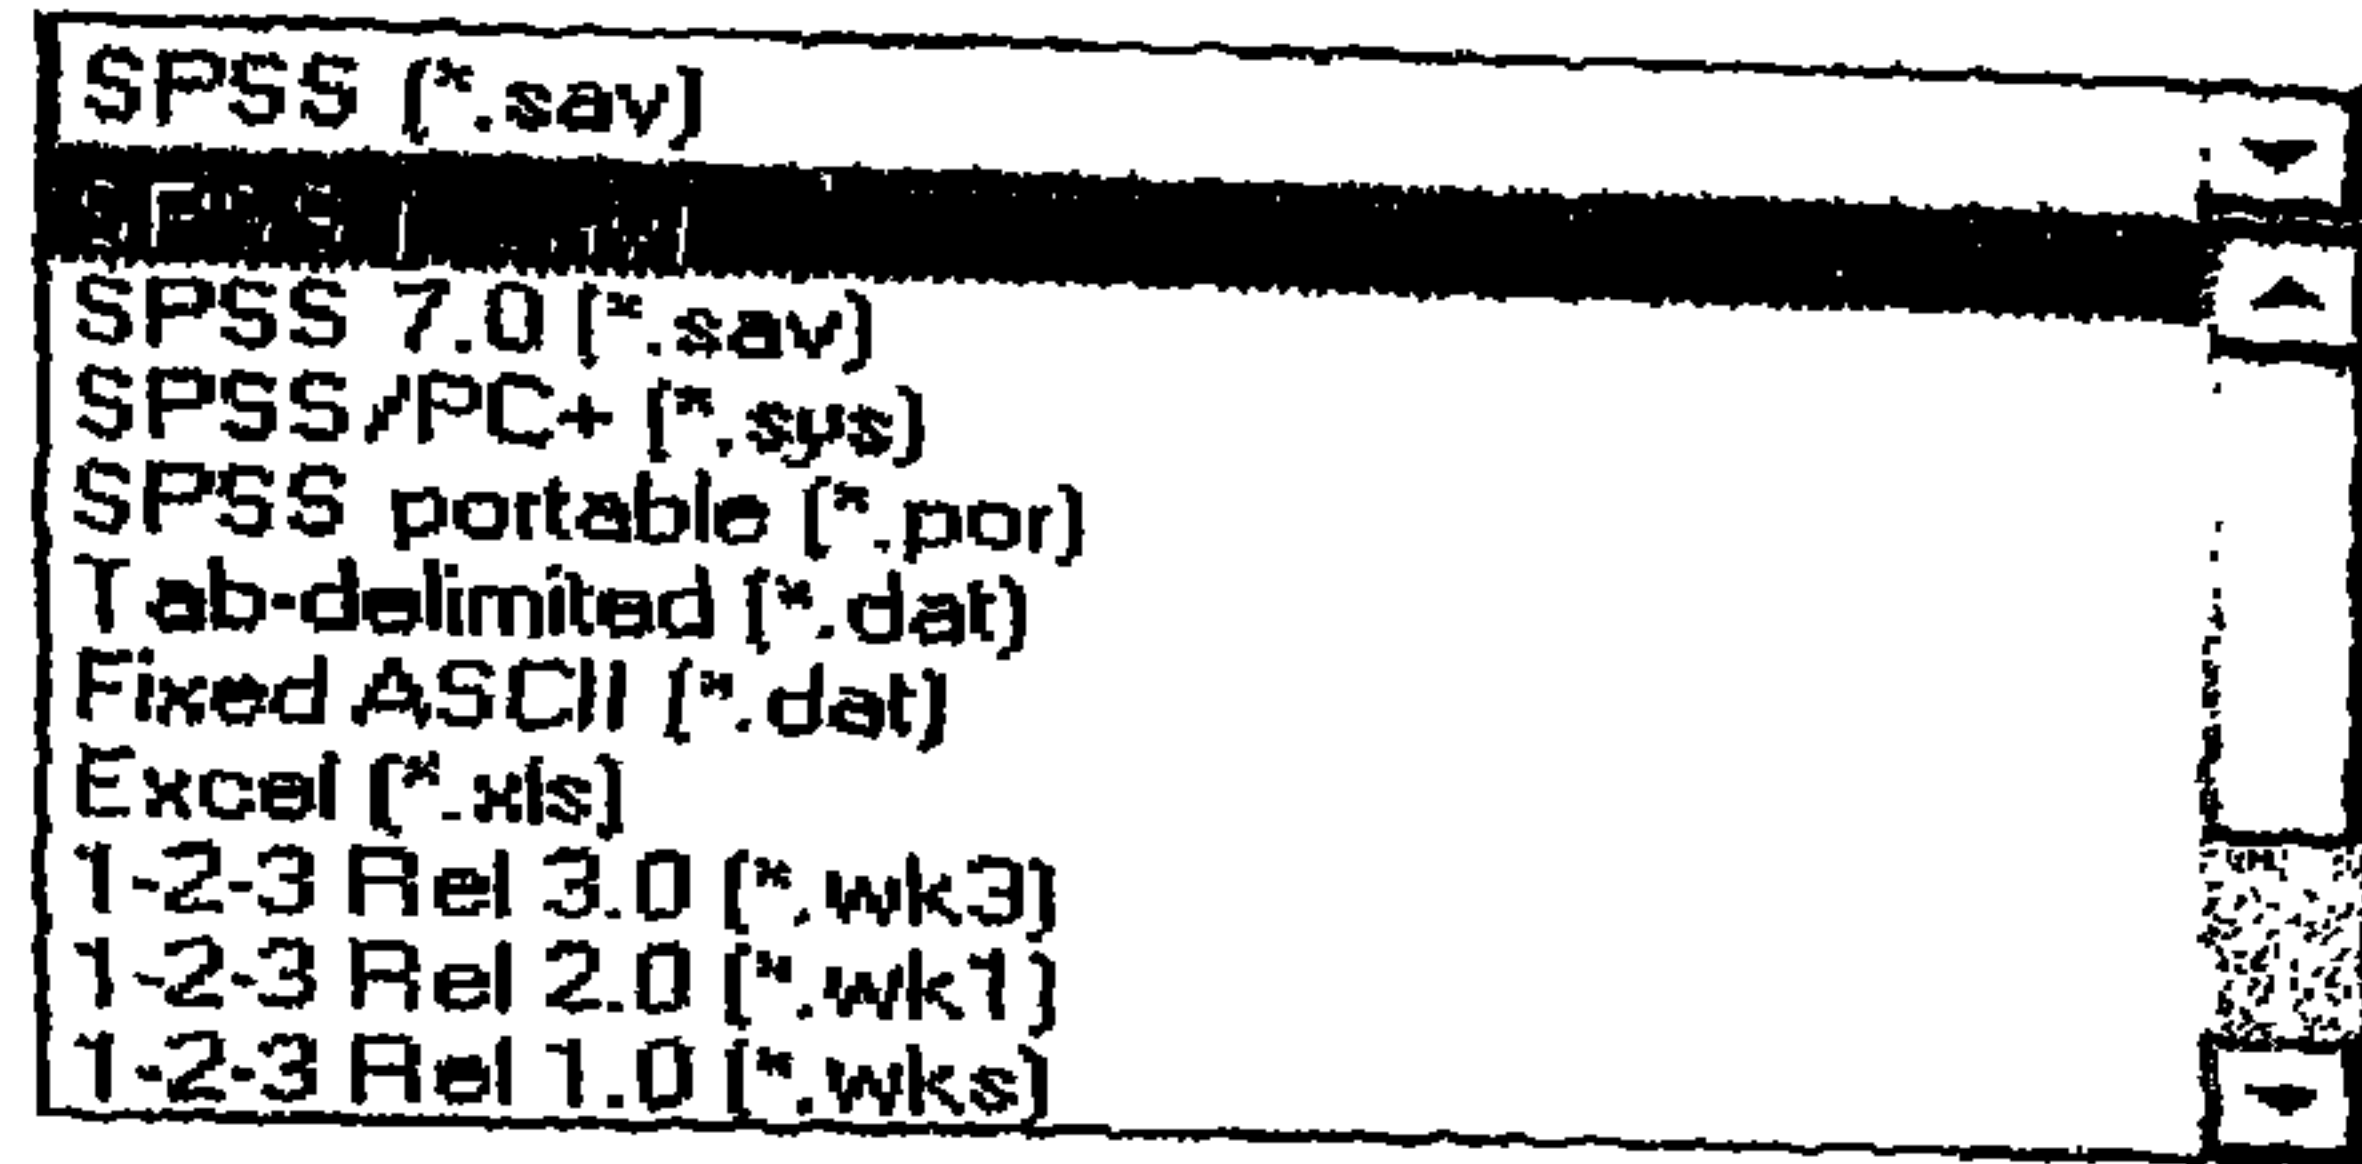 SPSS (*.sav)
SPSS
SPSS 7.0 (*.sav)
SPSS/PC+ (*.sys)
SPSS portable (*.por)
Tab-delimited (*.dat)
Fixed ASCII (*.dat)
Excel (*.xls)
1-2-3 Rel 3.0 (*.wk3)
1-2-3 Rel 2.0 (*.wk1)
1-2-3 Rel 1.0 (*.wks)